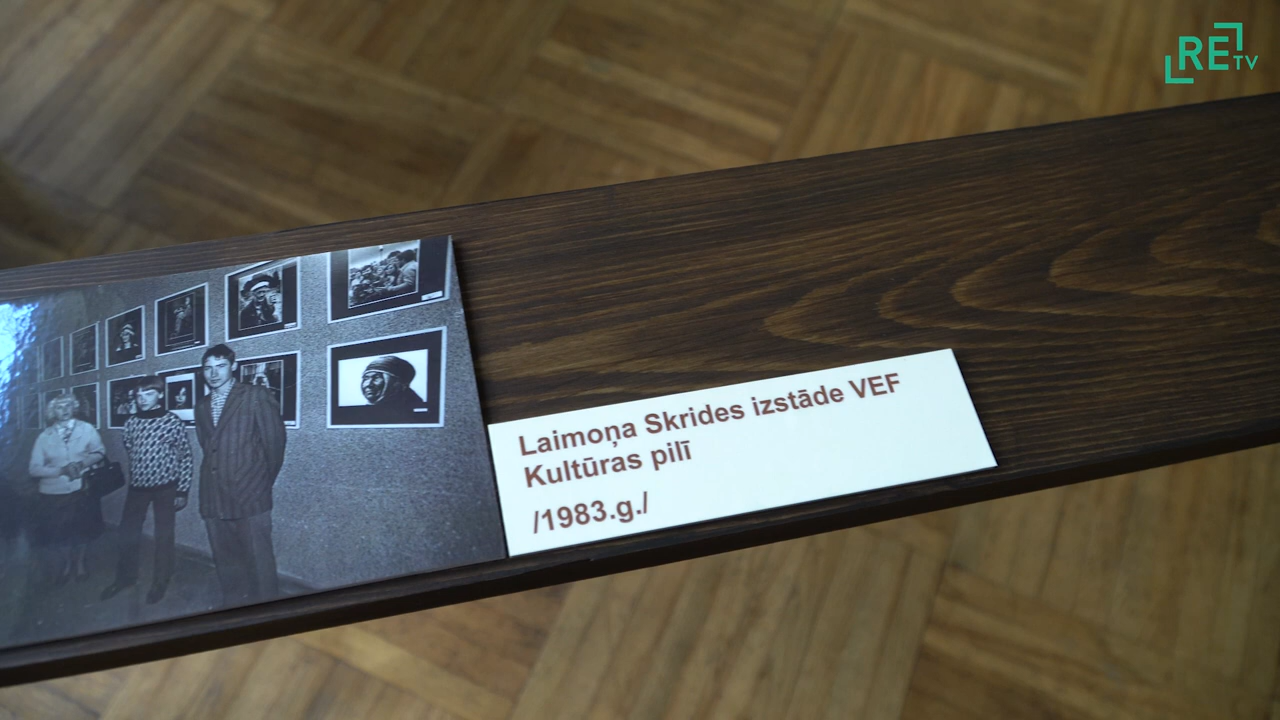 RE TV
Laimoņa Skrides izstāde VEF
Kultūras pilī
/1983.g./